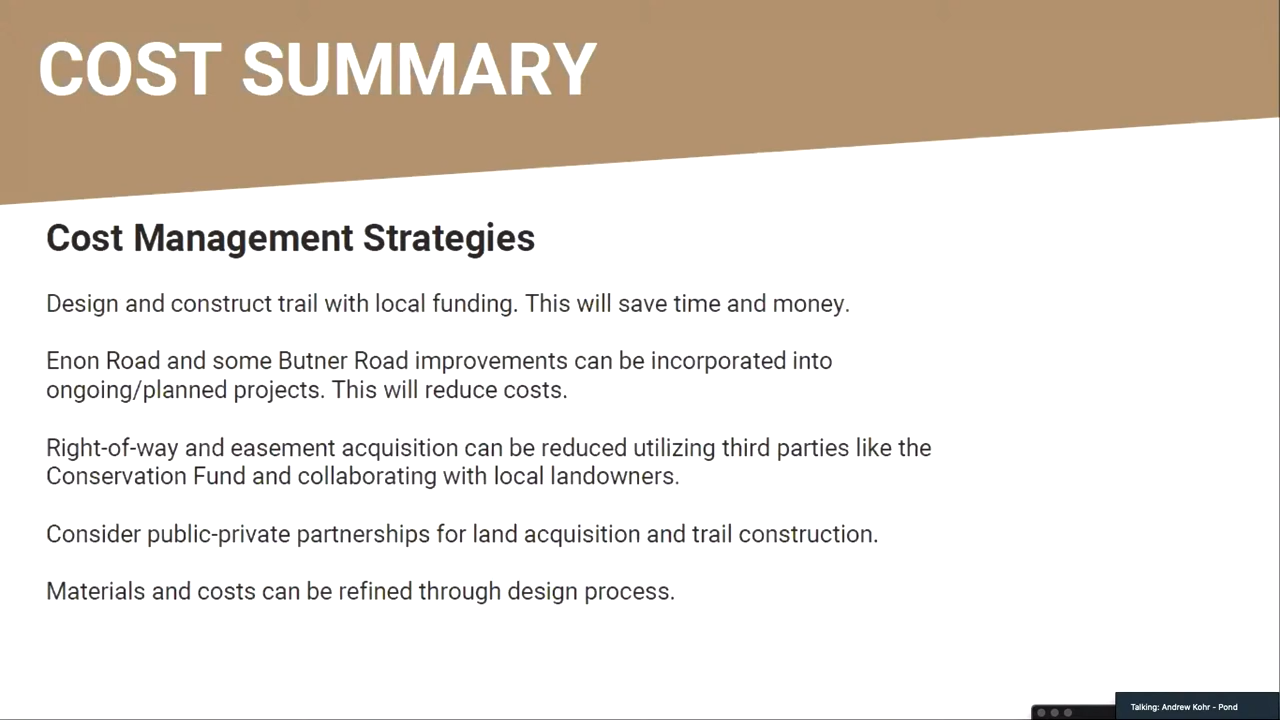 COST SUMMARY
Cost Management Strategies
Design and construct trail with local funding. This will save time and money.
Enon Road and some Butner Road improvements can be incorporated into
ongoing/planned projects. This will reduce costs.
Right-of-way and easement acquisition can be reduced utilizing third parties like the
Conservation Fund and collaborating with local landowners.
Consider public-private partnerships for land acquisition and trail construction.
Materials and costs can be refined through design process.
Talking: Andrew Kohr - Pond